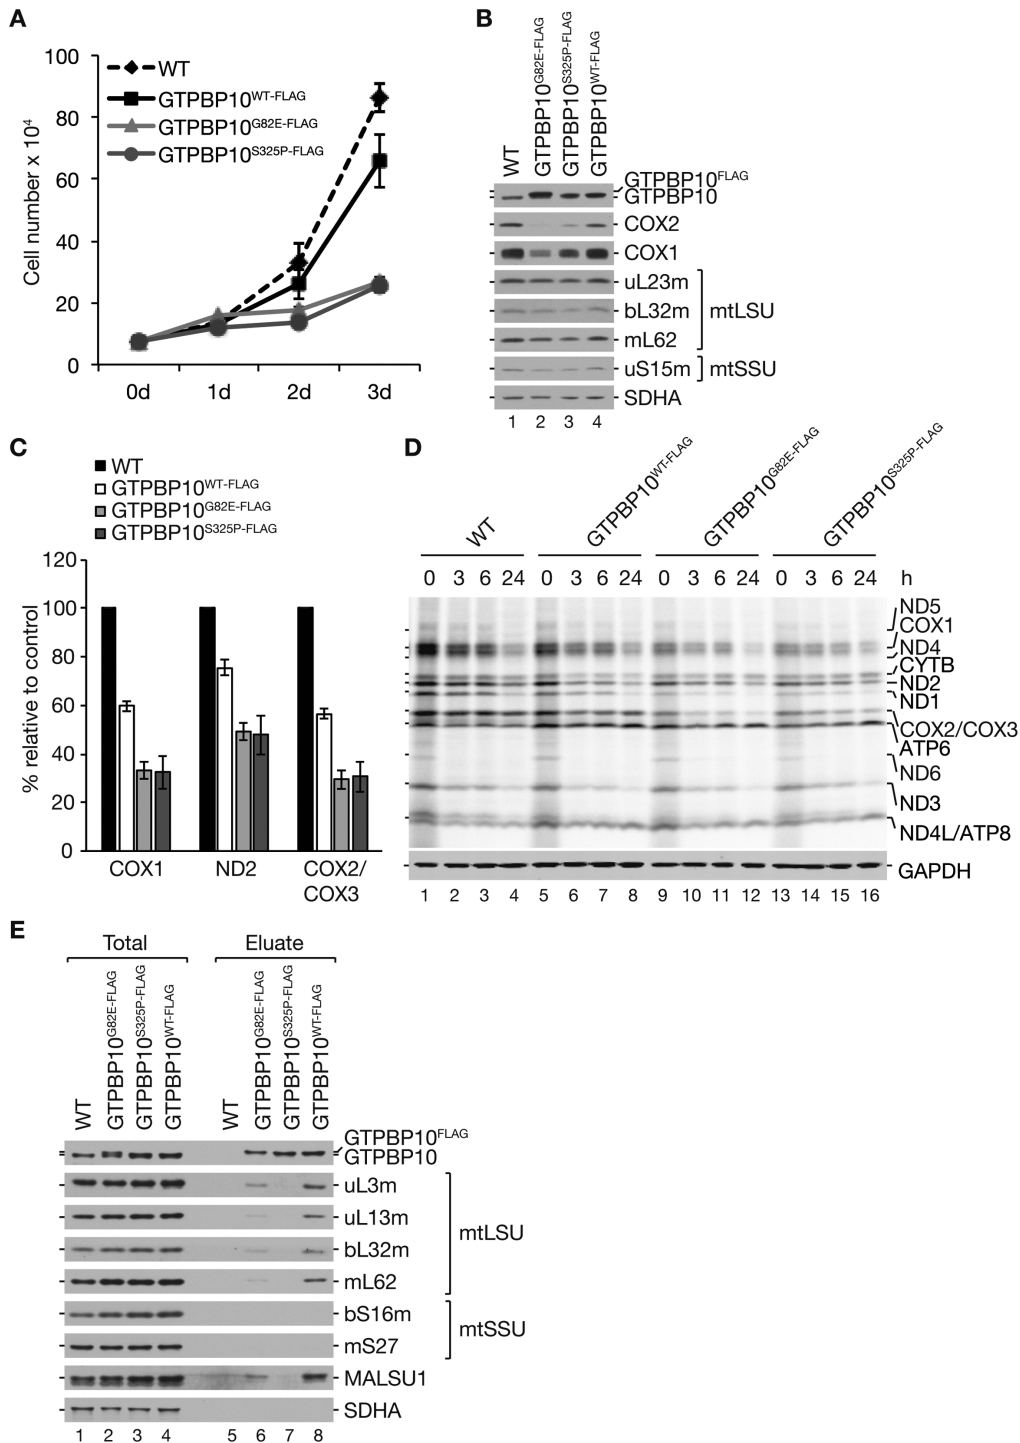 A
100
80
60
40
20
0
Cell number x 10⁴
WT
GTPBP10WT-FLAG
GTPBP10G82E-FLAG
GTPBP10S325P-FLAG
0d 1d 2d 3d
B
WT
GTPBP10G82E-FLAG
GTPBP10S325P-FLAG
GTPBP10WT-FLAG
GTPBP10FLAG
GTPBP10
COX2
COX1
uL23m
bL32m
mtLSU
mL62
uS15m
mtSSU
SDHA
1 2 3 4
C
WT
GTPBP10WT-FLAG
GTPBP10G82E-FLAG
GTPBP10S325P-FLAG
120
100
80
60
40
20
0
% relative to control
COX1 ND2 COX2/
COX3
D
WT
GTPBP10WT-FLAG
GTPBP10G82E-FLAG
GTPBP10S325P-FLAG
0 3 6 24 0 3 6 24 0 3 6 24 0 3 6 24 h
ND5
COX1
ND4
CYTB
ND2
ND1
COX2/COX3
ATP6
ND6
ND3
ND4L/ATP8
GAPDH
1 2 3 4 5 6 7 8 9 10 11 12 13 14 15 16
E
Total Eluate
WT
GTPBP10G82E-FLAG
GTPBP10S325P-FLAG
GTPBP10WT-FLAG
WT
GTPBP10G82E-FLAG
GTPBP10S325P-FLAG
GTPBP10WT-FLAG
GTPBP10FLAG
GTPBP10
uL3m
uL13m
mtLSU
bL32m
mL62
bS16m
mtSSU
mS27
MALSU1
SDHA
1 2 3 4 5 6 7 8